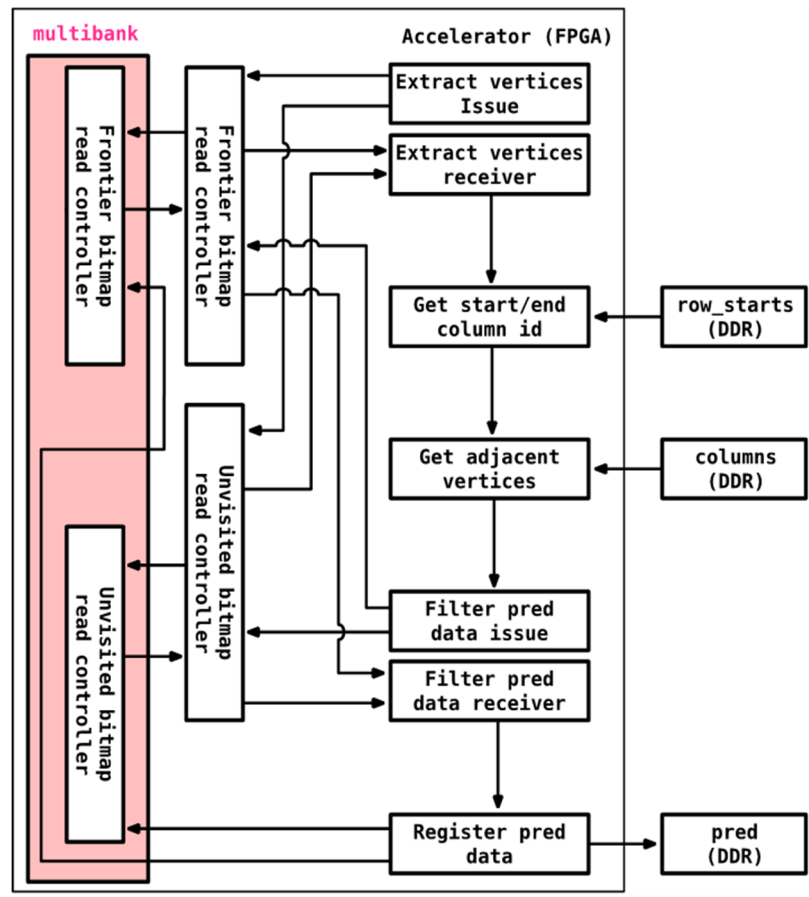 multibank
Accelerator (FPGA)
Frontier bitmap
read controller
Frontier bitmap
read controller
Extract vertices
Issue
Extract vertices
receiver
Get start/end
column id
row_starts
(DDR)
Unvisited bitmap
read controller
Get adjacent
vertices
columns
(DDR)
Unvisited bitmap
read controller
Filter pred
data issue
Filter pred
data receiver
Register pred
data
pred
(DDR)